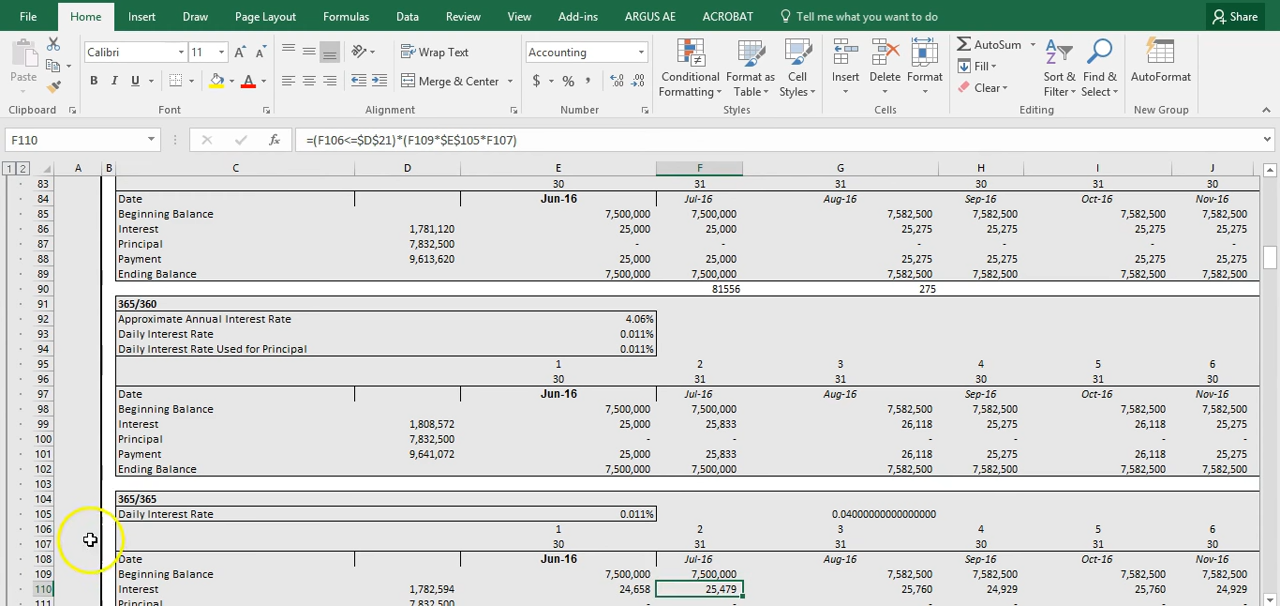 File Home Insert Draw Page Layout Formulas Data Review View Add-ins ARGUS AE ACROBAT Tell me what you want to do Share
Paste Calibri 11 A A Wrap Text Accounting Conditional Formatting Format as Table Cell Styles Insert Delete Format AutoSum Fill Clear Sort & Filter Find & Select AutoFormat
B I U A Merge & Center $ % ,
Clipboard Font Alignment Number Styles Cells Editing New Group
F110 fx =(F106<=$D$21)*(F109*$E$105*F107)
1 2 A B C D E F G H I J
83 30 31 31 30 31 30
84 Date Jun-16 Jul-16 Aug-16 Sep-16 Oct-16 Nov-16
85 Beginning Balance 7,500,000 7,500,000 7,582,500 7,582,500 7,582,500 7,582,500
86 Interest 1,781,120 25,000 25,000 25,275 25,275 25,275 25,275
87 Principal 7,832,500 - - - - - -
88 Payment 9,613,620 25,000 25,000 25,275 25,275 25,275 25,275
89 Ending Balance 7,500,000 7,582,500 7,582,500 7,582,500 7,582,500 7,582,500
90 81556 275
91 365/360
92 Approximate Annual Interest Rate 4.06%
93 Daily Interest Rate 0.011%
94 Daily Interest Rate Used for Principal 0.011%
95 1 2 3 4 5 6
96 30 31 31 30 31 30
97 Date Jun-16 Jul-16 Aug-16 Sep-16 Oct-16 Nov-16
98 Beginning Balance 7,500,000 7,500,000 7,582,500 7,582,500 7,582,500 7,582,500
99 Interest 1,808,572 25,000 25,833 26,118 25,275 26,118 25,275
100 Principal 7,832,500 - - - - - -
101 Payment 9,641,072 25,000 25,833 26,118 25,275 26,118 25,275
102 Ending Balance 7,500,000 7,582,500 7,582,500 7,582,500 7,582,500 7,582,500
103
104 365/365
105 Daily Interest Rate 0.011% 0.04000000000000000
106 1 2 3 4 5 6
107 30 31 31 30 31 30
108 Date Jun-16 Jul-16 Aug-16 Sep-16 Oct-16 Nov-16
109 Beginning Balance 7,500,000 7,500,000 7,582,500 7,582,500 7,582,500 7,582,500
110 Interest 1,782,594 24,658 25,479 25,760 24,929 25,760 24,929
111 Principal 7,832,500 - - - - - -